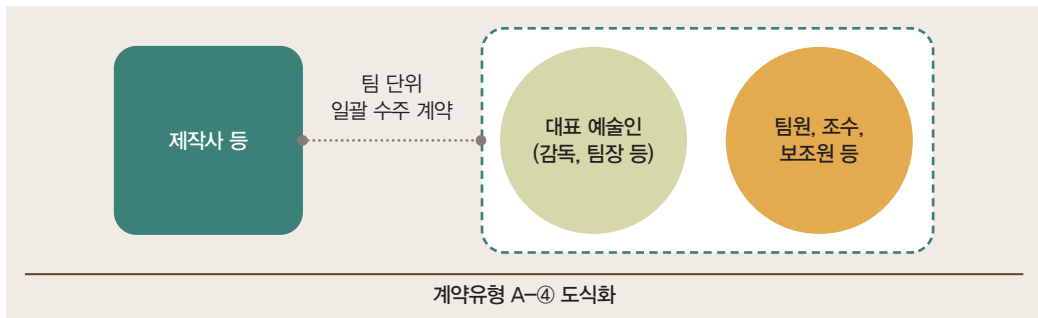 제작사 등
팀 단위
일괄 수주 계약
대표 예술인
(감독, 팀장 등)
팀원, 조수,
보조원 등
계약유형 A-④ 도식화